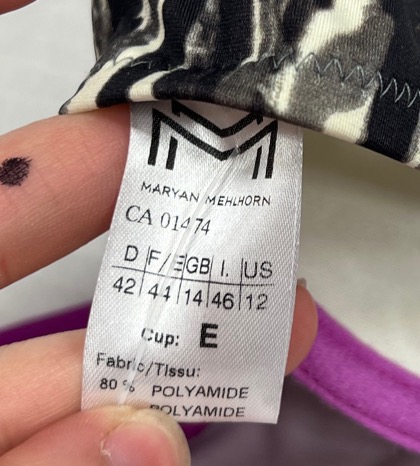 MARYAN MEHLHORN
CA 01474
D F/E GB I. US
42 44 14 46 12
Cup: E
Fabric/Tissu:
80 % POLYAMIDE
POLYAMIDE